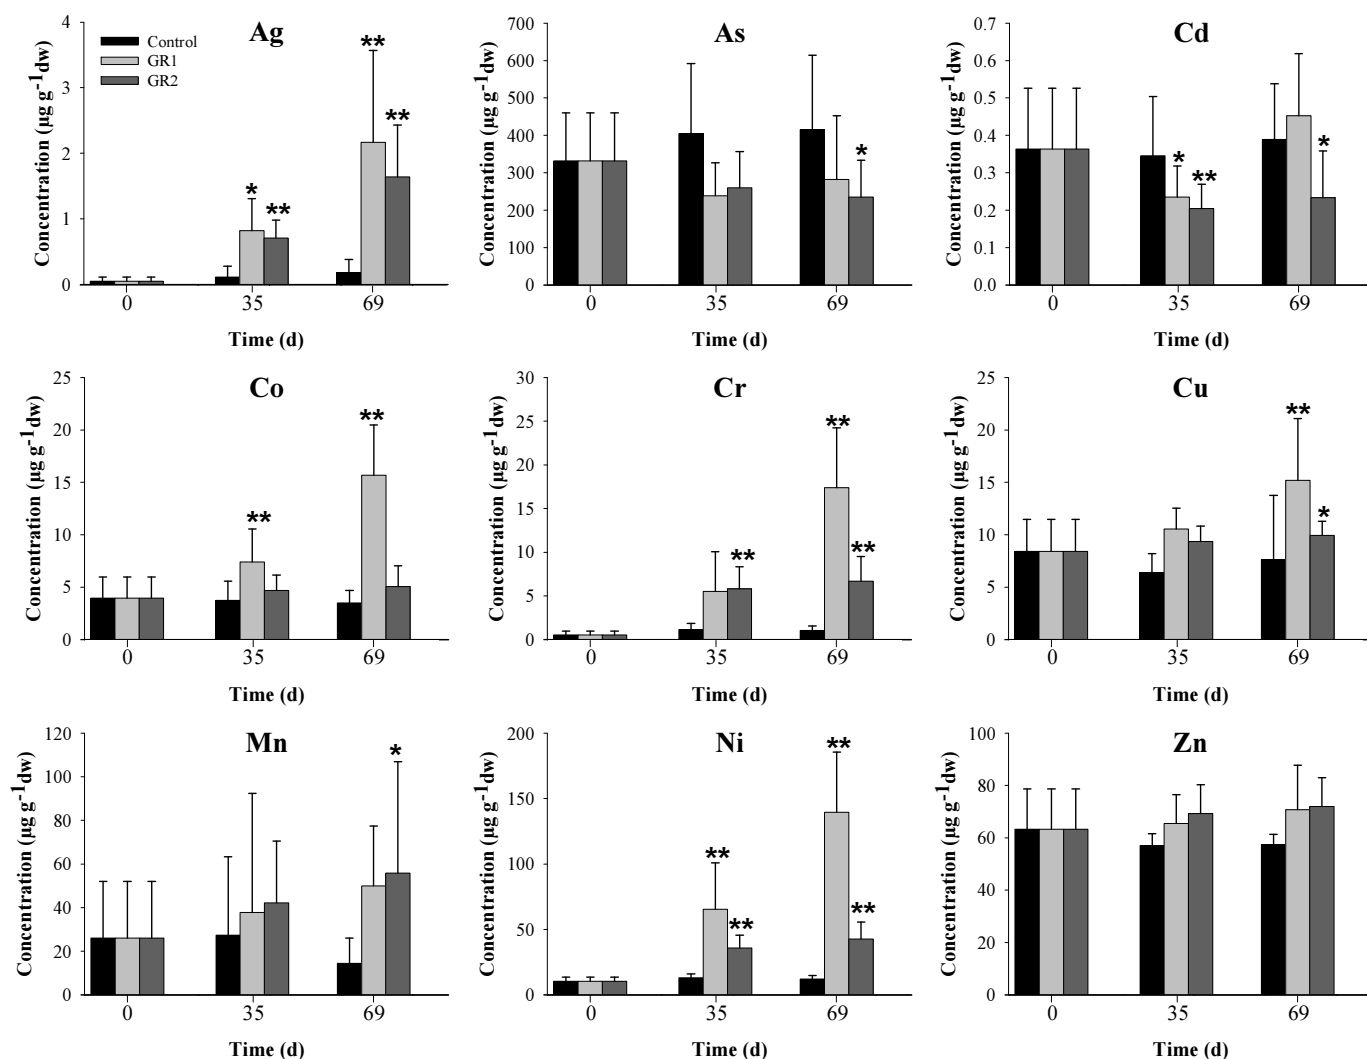 Ag
Concentration (µg g-1dw)
4
3
2
1
0
Control
GR1
GR2
* ** ** **
0 35 69
Time (d)
As
Concentration (µg g-1dw)
700
600
500
400
300
200
100
0
*
0 35 69
Time (d)
Cd
Concentration (µg g-1dw)
0.7
0.6
0.5
0.4
0.3
0.2
0.1
0.0
* ** *
0 35 69
Time (d)
Co
Concentration (µg g-1dw)
25
20
15
10
5
0
** **
0 35 69
Time (d)
Cr
Concentration (µg g-1dw)
30
25
20
15
10
5
0
** ** **
0 35 69
Time (d)
Cu
Concentration (µg g-1dw)
25
20
15
10
5
0
** *
0 35 69
Time (d)
Mn
Concentration (µg g-1dw)
120
100
80
60
40
20
0
*
0 35 69
Time (d)
Ni
Concentration (µg g-1dw)
200
150
100
50
0
** ** ** **
0 35 69
Time (d)
Zn
Concentration (µg g-1dw)
100
80
60
40
20
0
0 35 69
Time (d)